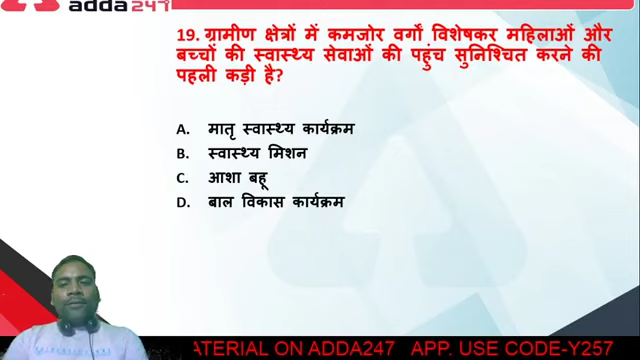 adda247
19. ग्रामीण क्षेत्रों में कमजोर वर्गों विशेषकर महिलाओं और
बच्चों की स्वास्थ्य सेवाओं की पहुंच सुनिश्चित करने की
पहली कड़ी है?
A. मातृ स्वास्थ्य कार्यक्रम
B. स्वास्थ्य मिशन
C. आशा बहू
D. बाल विकास कार्यक्रम
ATERIAL ON ADDA247 APP. USE CODE-Y257